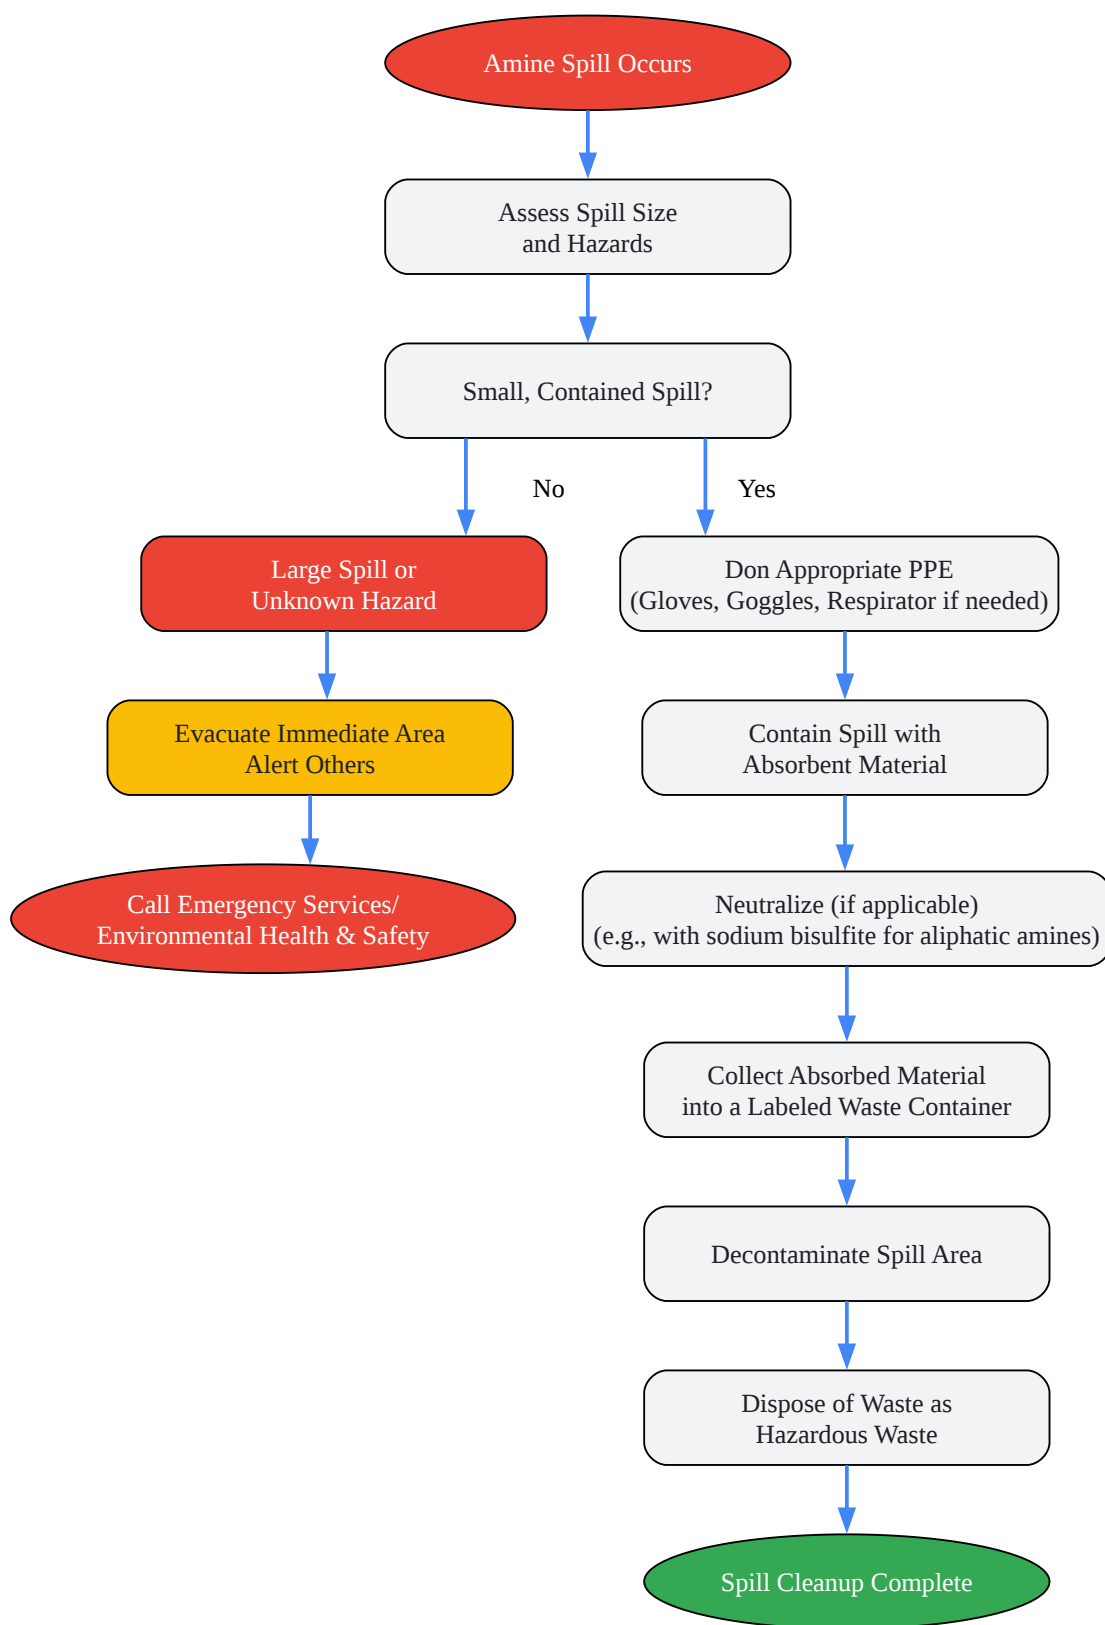 Amine Spill Occurs
Assess Spill Size
and Hazards
Small, Contained Spill?
No
Yes
Large Spill or
Unknown Hazard
Don Appropriate PPE
(Gloves, Goggles, Respirator if needed)
Evacuate Immediate Area
Alert Others
Contain Spill with
Absorbent Material
Call Emergency Services/
Environmental Health & Safety
Neutralize (if applicable)
(e.g., with sodium bisulfite for aliphatic amines)
Collect Absorbed Material
into a Labeled Waste Container
Decontaminate Spill Area
Dispose of Waste as
Hazardous Waste
Spill Cleanup Complete